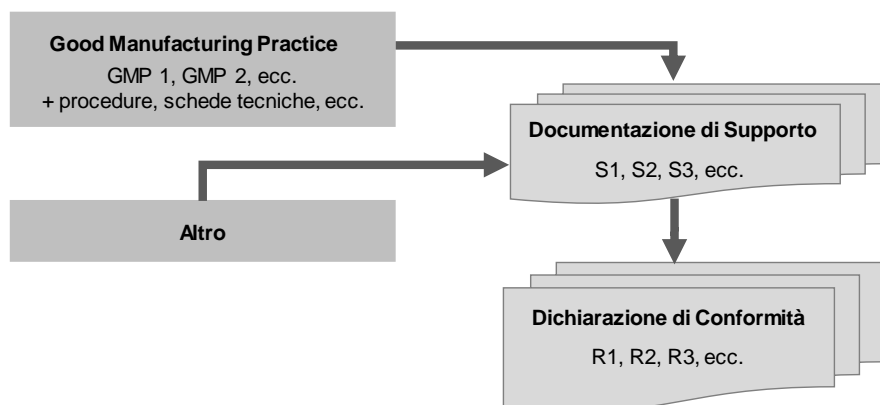 Good Manufacturing Practice
GMP 1, GMP 2, ecc.
+ procedure, schede tecniche, ecc.
Documentazione di Supporto
S1, S2, S3, ecc.
Altro
Dichiarazione di Conformità
R1, R2, R3, ecc.